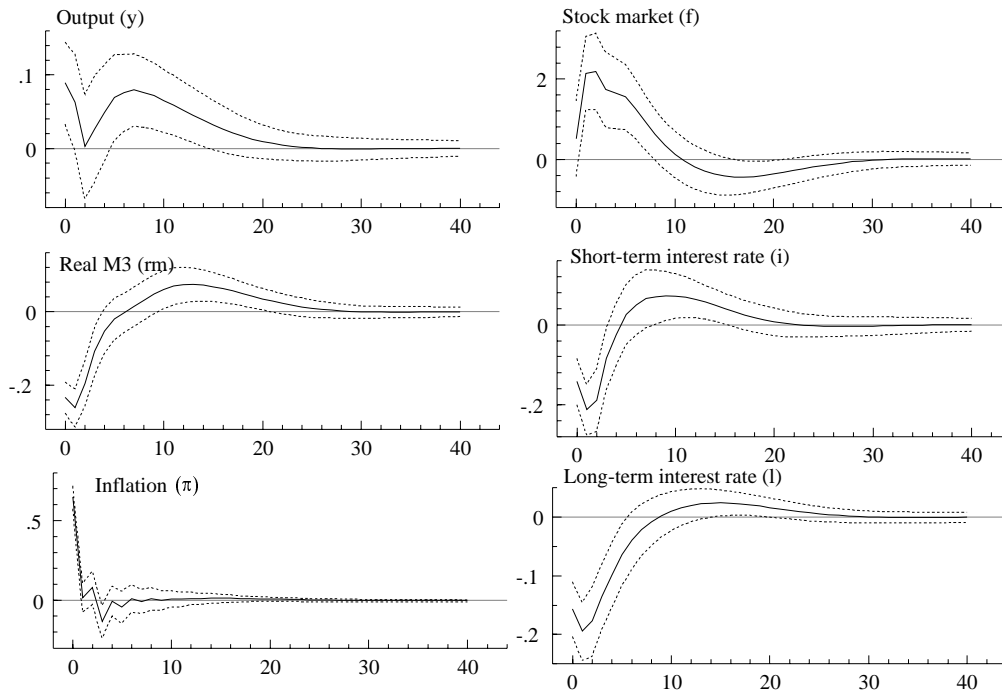 Output (y)
.1
0
0 10 20 30 40
Stock market (f)
2
0
0 10 20 30 40
Real M3 (rm)
0
-.2
0 10 20 30 40
Short-term interest rate (i)
0
-.2
0 10 20 30 40
Inflation (π)
.5
0
0 10 20 30 40
Long-term interest rate (l)
0
-.1
-.2
0 10 20 30 40